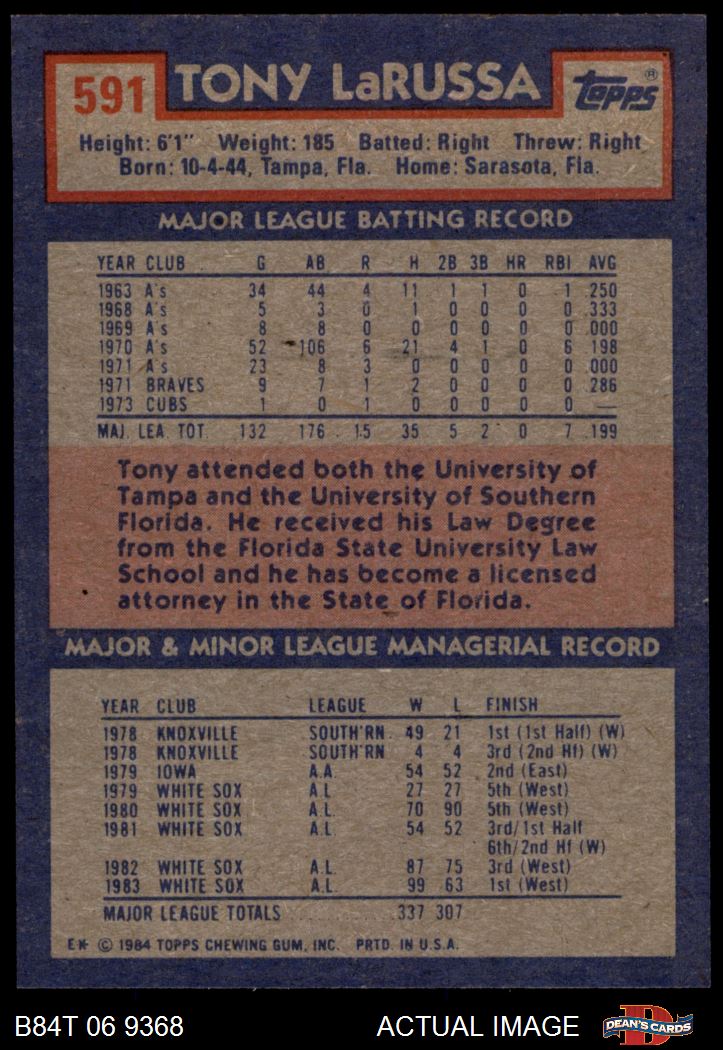 591 TONY LaRUSSA Topps®
Height: 6'1" Weight: 185 Batted: Right Threw: Right
Born: 10-4-44, Tampa, Fla. Home: Sarasota, Fla.
MAJOR LEAGUE BATTING RECORD
YEAR CLUB G AB R H 2B 3B HR RBI AVG
1963 A's 34 44 4 11 1 1 0 1 .250
1968 A's 5 3 0 1 0 0 0 0 .333
1969 A's 8 8 0 0 0 0 0 0 .000
1970 A's 52 106 6 21 4 1 0 6 .198
1971 A's 23 8 3 0 0 0 0 0 .000
1971 BRAVES 9 7 1 2 0 0 0 0 .286
1973 CUBS 1 0 1 0 0 0 0 0 —
MAJ. LEA. TOT. 132 176 15 35 5 2 0 7 .199
Tony attended both the University of
Tampa and the University of Southern
Florida. He received his Law Degree
from the Florida State University Law
School and he has become a licensed
attorney in the State of Florida.
MAJOR & MINOR LEAGUE MANAGERIAL RECORD
YEAR CLUB LEAGUE W L FINISH
1978 KNOXVILLE SOUTH'RN 49 21 1st (1st Half) (W)
1978 KNOXVILLE SOUTH'RN 4 4 3rd (2nd Hf) (W)
1979 IOWA A.A. 54 52 2nd (East)
1979 WHITE SOX A.L. 27 27 5th (West)
1980 WHITE SOX A.L. 70 90 5th (West)
1981 WHITE SOX A.L. 54 52 3rd/1st Half
6th/2nd Hf (W)
1982 WHITE SOX A.L. 87 75 3rd (West)
1983 WHITE SOX A.L. 99 63 1st (West)
MAJOR LEAGUE TOTALS ............ 337 307
E* © 1984 TOPPS CHEWING GUM, INC. PRTD. IN U.S.A.
B84T 06 9368 ACTUAL IMAGE D DEAN'S CARDS